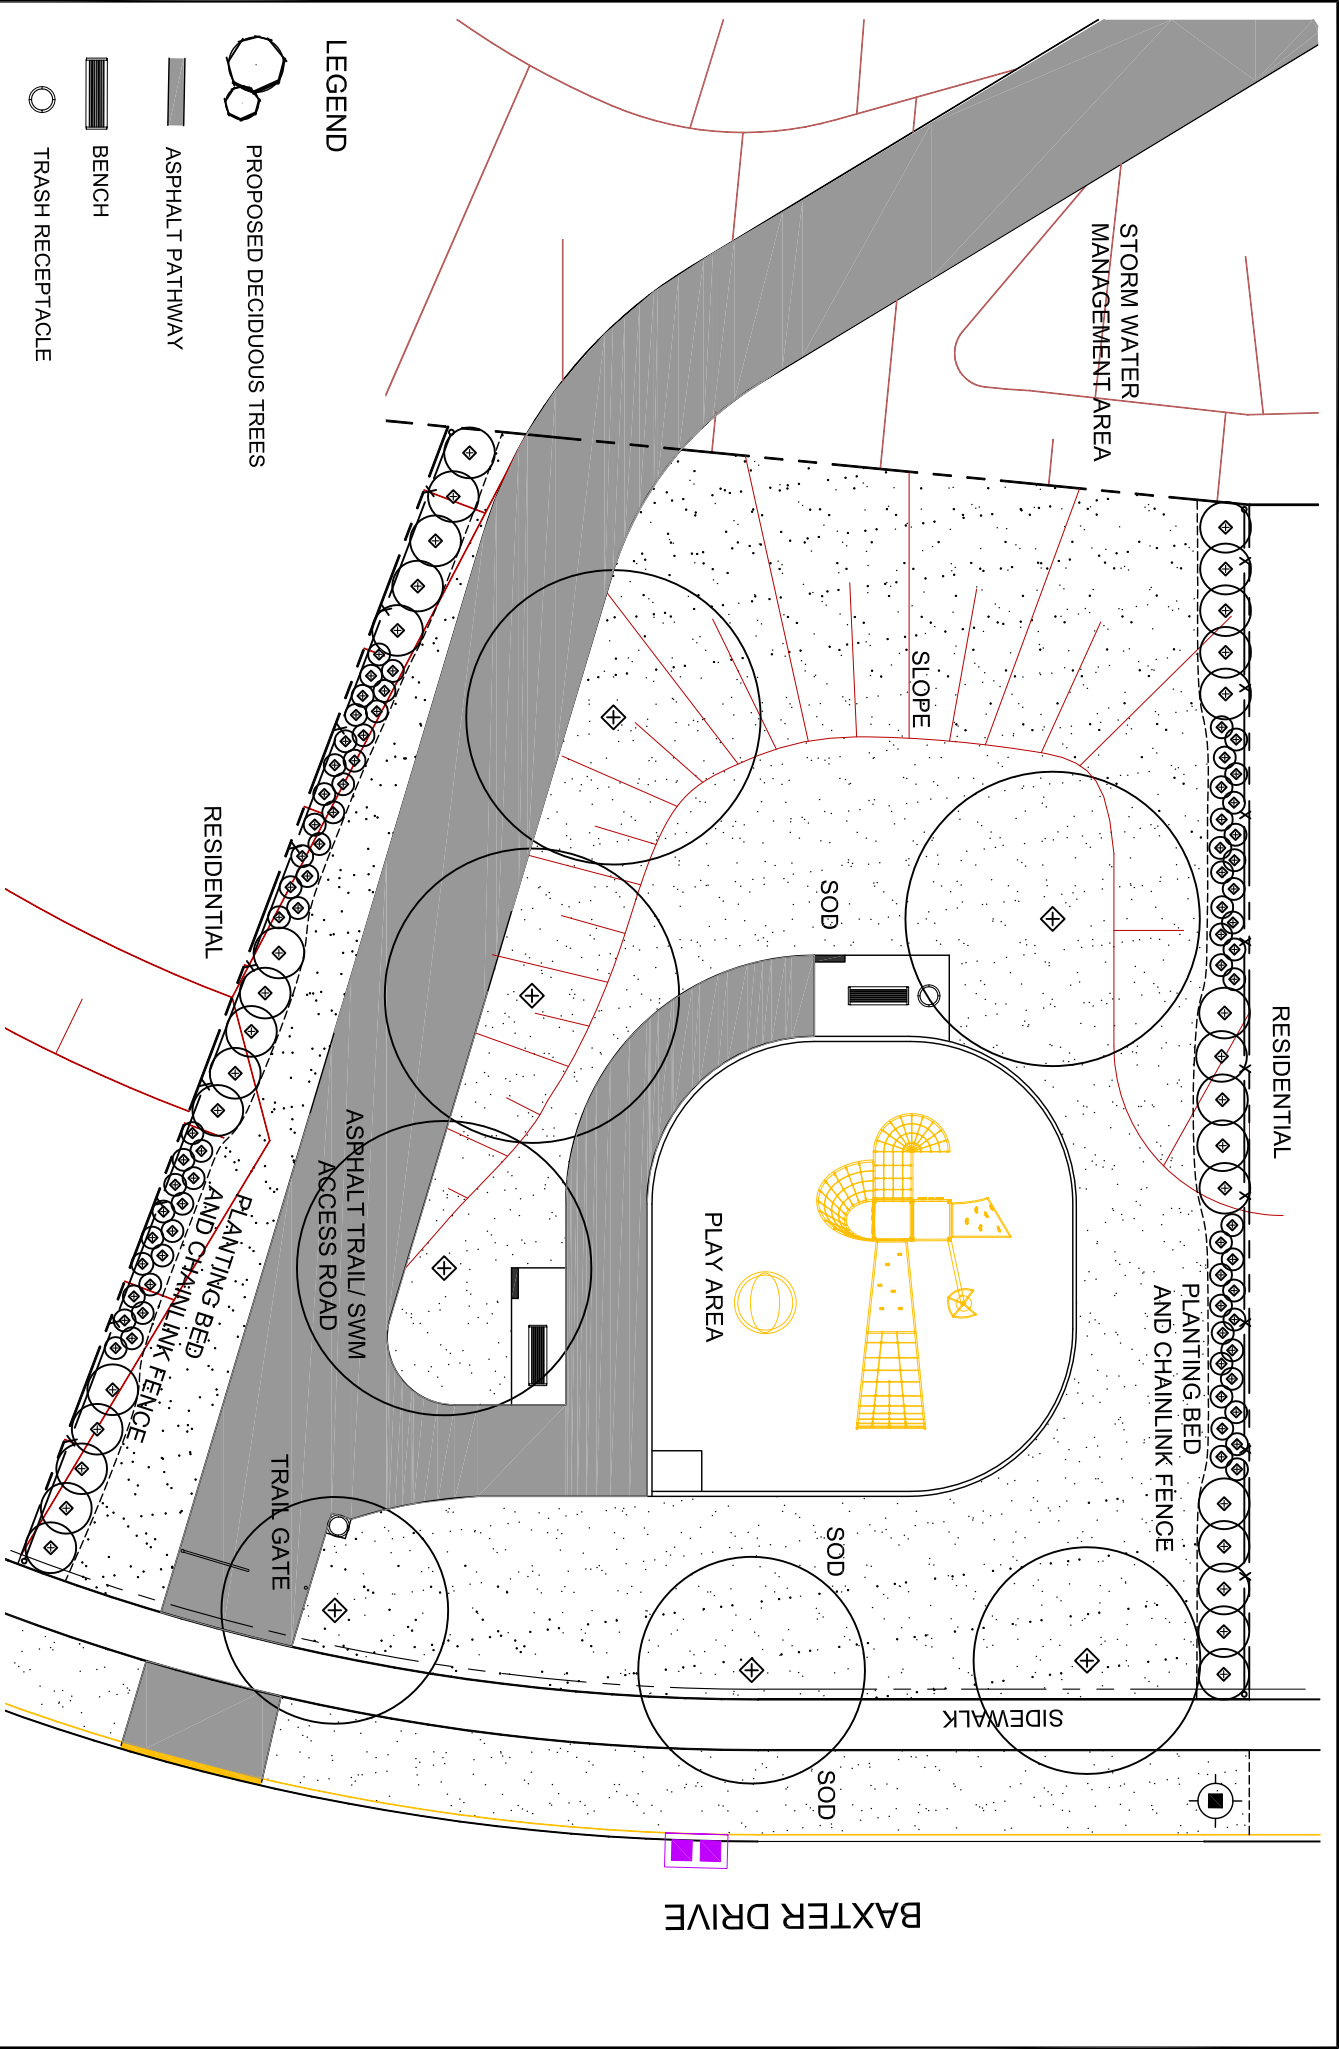 LEGEND
PROPOSED DECIDUOUS TREES
ASPHALT PATHWAY
BENCH
TRASH RECEPTACLE
STORM WATER
MANAGEMENT AREA
SLOPE
SOD
RESIDENTIAL
RESIDENTIAL
PLAY AREA
PLANTING BED
AND CHAINLINK FENCE
ASPHALT TRAIL/ SWM
ACCESS ROAD
PLANTING BED
AND CHAINLINK FENCE
TRAIL GATE
SOD
SIDEWALK
SOD
BAXTER DRIVE